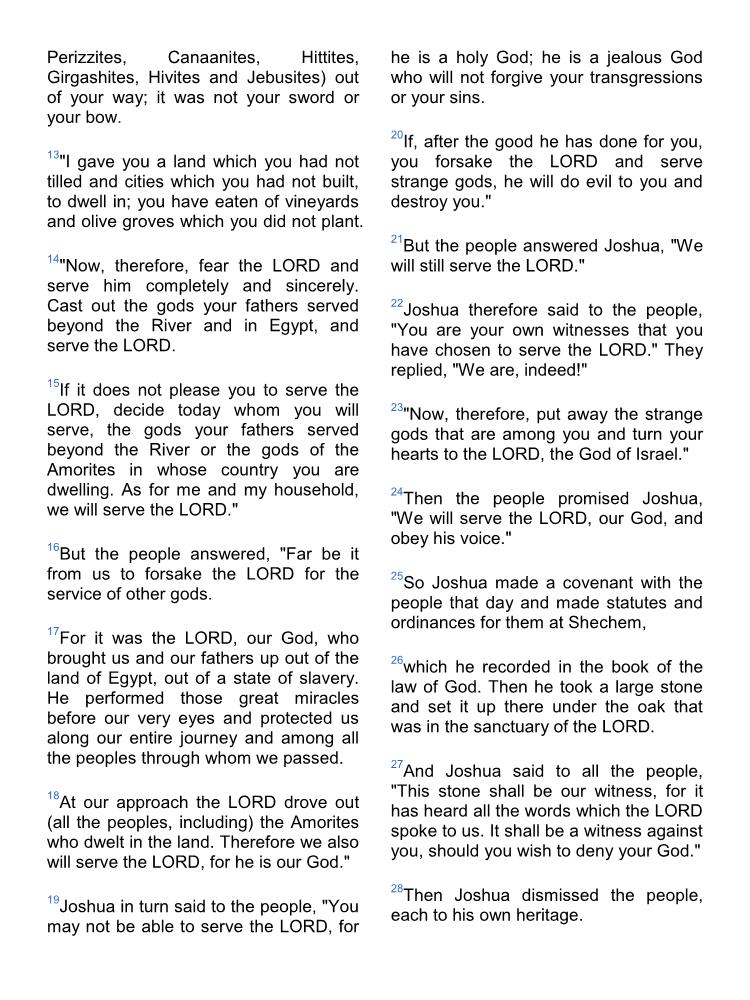 Perizzites, Canaanites, Hittites,
Girgashites, Hivites and Jebusites) out
of your way; it was not your sword or
your bow.
13"I gave you a land which you had not
tilled and cities which you had not built,
to dwell in; you have eaten of vineyards
and olive groves which you did not plant.
14"Now, therefore, fear the LORD and
serve him completely and sincerely.
Cast out the gods your fathers served
beyond the River and in Egypt, and
serve the LORD.
15If it does not please you to serve the
LORD, decide today whom you will
serve, the gods your fathers served
beyond the River or the gods of the
Amorites in whose country you are
dwelling. As for me and my household,
we will serve the LORD."
16But the people answered, "Far be it
from us to forsake the LORD for the
service of other gods.
17For it was the LORD, our God, who
brought us and our fathers up out of the
land of Egypt, out of a state of slavery.
He performed those great miracles
before our very eyes and protected us
along our entire journey and among all
the peoples through whom we passed.
18At our approach the LORD drove out
(all the peoples, including) the Amorites
who dwelt in the land. Therefore we also
will serve the LORD, for he is our God."
19Joshua in turn said to the people, "You
may not be able to serve the LORD, for
he is a holy God; he is a jealous God
who will not forgive your transgressions
or your sins.
20If, after the good he has done for you,
you forsake the LORD and serve
strange gods, he will do evil to you and
destroy you."
21But the people answered Joshua, "We
will still serve the LORD."
22Joshua therefore said to the people,
"You are your own witnesses that you
have chosen to serve the LORD." They
replied, "We are, indeed!"
23"Now, therefore, put away the strange
gods that are among you and turn your
hearts to the LORD, the God of Israel."
24Then the people promised Joshua,
"We will serve the LORD, our God, and
obey his voice."
25So Joshua made a covenant with the
people that day and made statutes and
ordinances for them at Shechem,
26which he recorded in the book of the
law of God. Then he took a large stone
and set it up there under the oak that
was in the sanctuary of the LORD.
27And Joshua said to all the people,
"This stone shall be our witness, for it
has heard all the words which the LORD
spoke to us. It shall be a witness against
you, should you wish to deny your God."
28Then Joshua dismissed the people,
each to his own heritage.